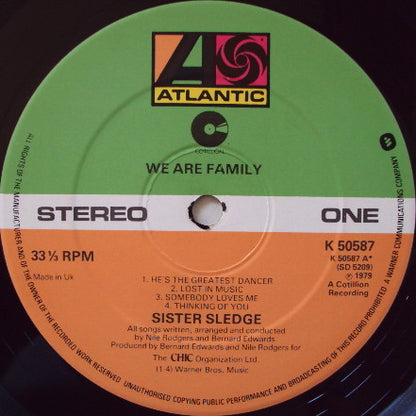 ATLANTIC
COTILLION
WE ARE FAMILY
STEREO
ONE
33⅓ RPM
Made in Uk
K 50587
K 50587 A*
(SD 5209)
℗ 1979
A Cotillion
Recording
1. HE'S THE GREATEST DANCER
2. LOST IN MUSIC
3. SOMEBODY LOVES ME
4. THINKING OF YOU
SISTER SLEDGE
All songs written, arranged and conducted
by Nile Rodgers and Bernard Edwards
Produced by Bernard Edwards and Nile Rodgers for
The CHIC Organization Ltd.
(1-4) Warner Bros. Music
ALL RIGHTS OF THE MANUFACTURER AND OF THE OWNER OF THE RECORDED WORK RESERVED UNAUTHORISED COPYING PUBLIC PERFORMANCE AND BROADCASTING OF THIS RECORD PROHIBITED A WARNER COMMUNICATIONS COMPANY